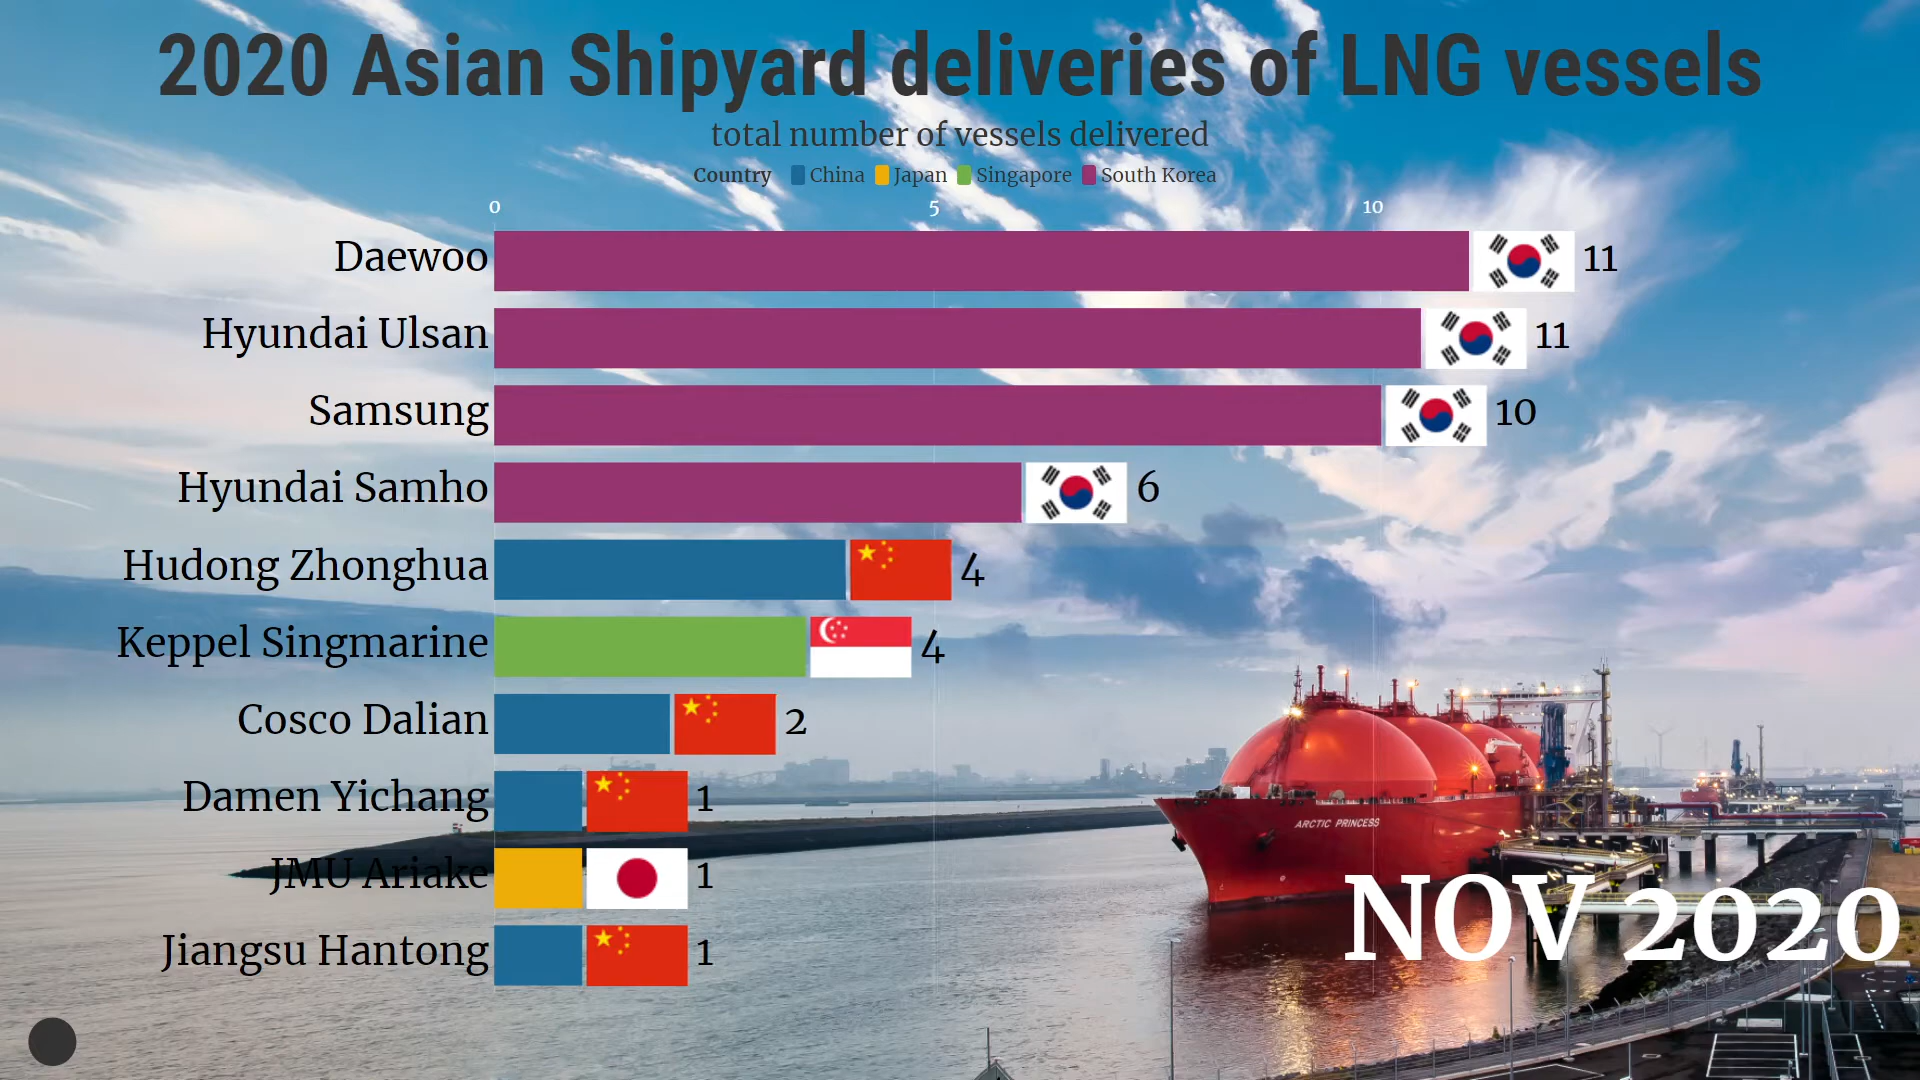 2020 Asian Shipyard deliveries of LNG vessels
total number of vessels delivered
Country China Japan Singapore South Korea
0 5 10
Daewoo 11
Hyundai Ulsan 11
Samsung 10
Hyundai Samho 6
Hudong Zhonghua 4
Keppel Singmarine 4
Cosco Dalian 2
Damen Yichang 1
JMU Ariake 1
Jiangsu Hantong 1
ARCTIC PRINCESS
NOV 2020